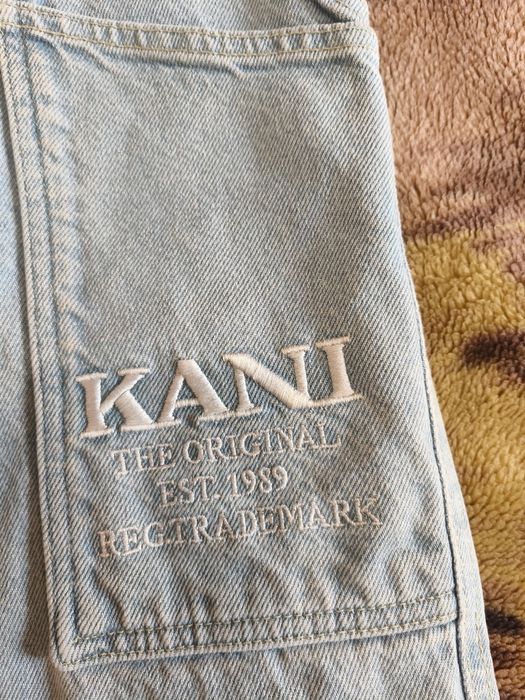 KANI
THE ORIGINAL
EST. 1989
REG.TRADEMARK